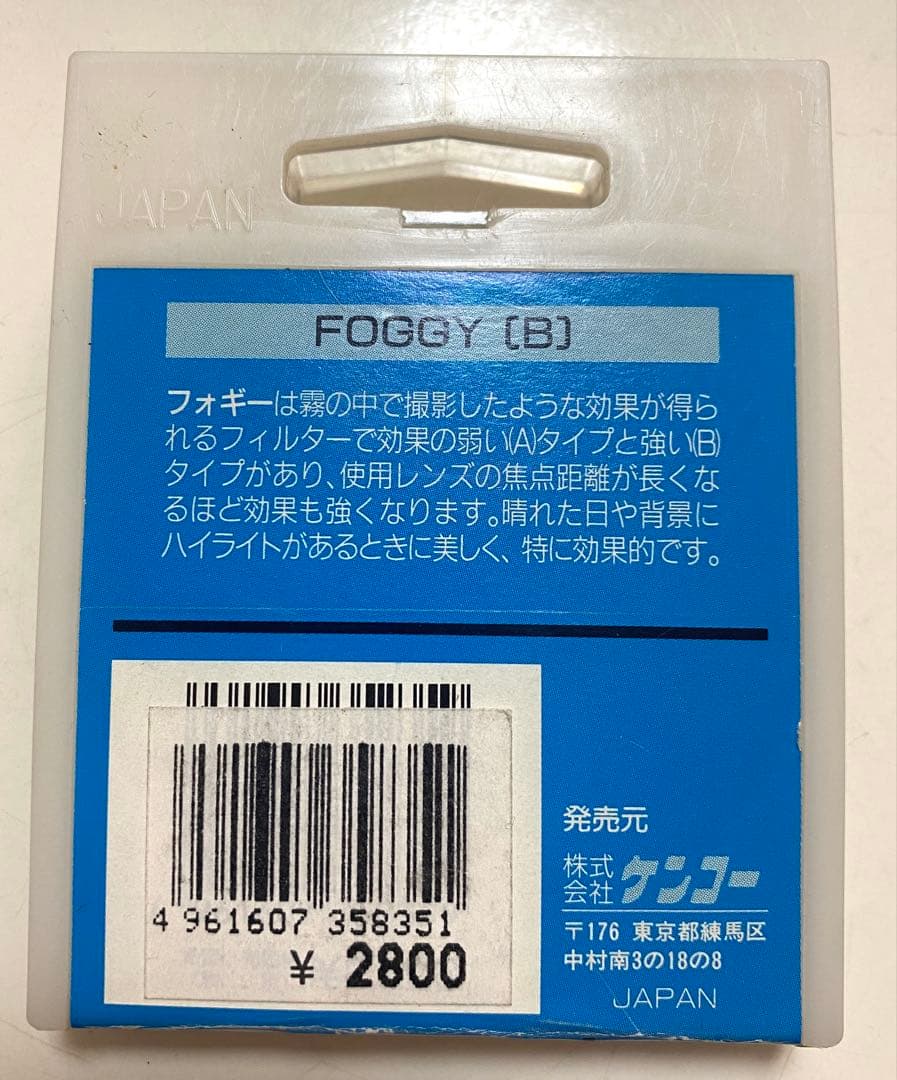 JAPAN
FOGGY (B)
フォギーは霧の中で撮影したような効果が得ら
れるフィルターで効果の弱い(A)タイプと強い(B)
タイプがあり、使用レンズの焦点距離が長くな
るほど効果も強くなります。晴れた日や背景に
ハイライトがあるときに美しく、特に効果的です。
4 961607 358351
¥ 2800
発売元
株式会社 ケンコー
〒176 東京都練馬区
中村南3の18の8
JAPAN